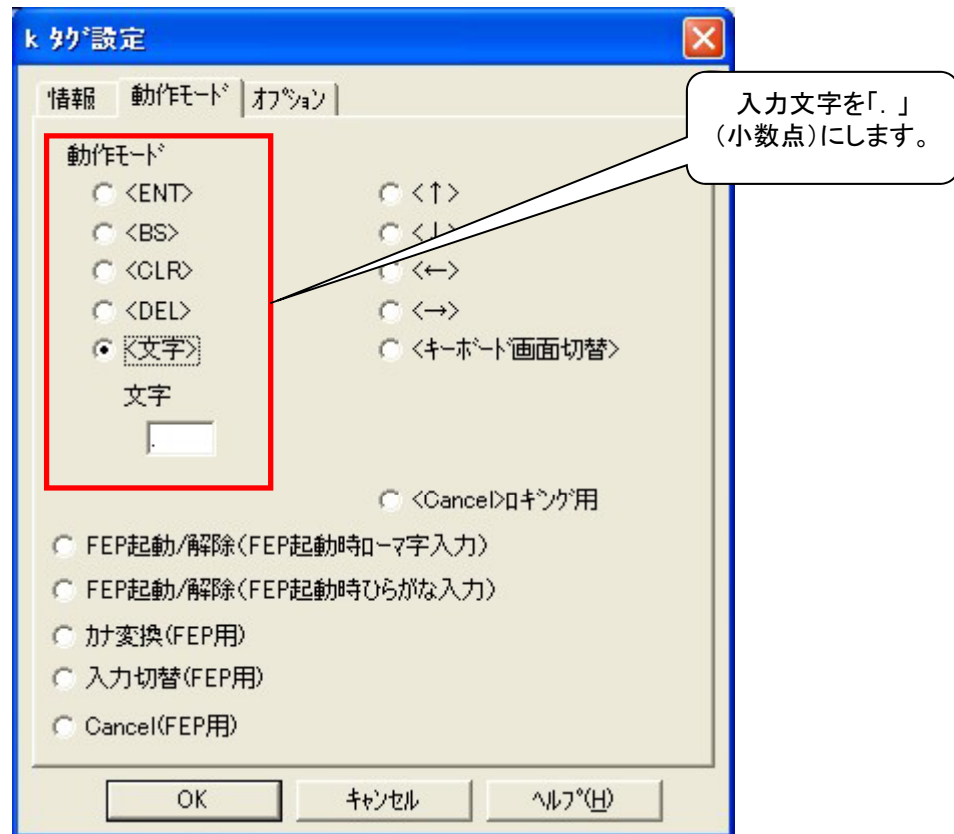 k ﾀｸﾞ設定
情報 動作ﾓｰﾄﾞ ｵﾌﾟｼｮﾝ
入力文字を「. 」
（小数点）にします。
動作ﾓｰﾄﾞ
<ENT> <↑>
<BS> <↓>
<CLR> <←>
<DEL> <→>
<文字> <ｷｰﾎﾞｰﾄﾞ画面切替>
文字
.
<Cancel>ﾛｷﾞﾝｸﾞ用
FEP起動/解除(FEP起動時ﾛｰﾏ字入力)
FEP起動/解除(FEP起動時ひらがな入力)
ｶﾅ変換(FEP用)
入力切替(FEP用)
Cancel(FEP用)
OK ｷｬﾝｾﾙ ﾍﾙﾌﾟ(H)